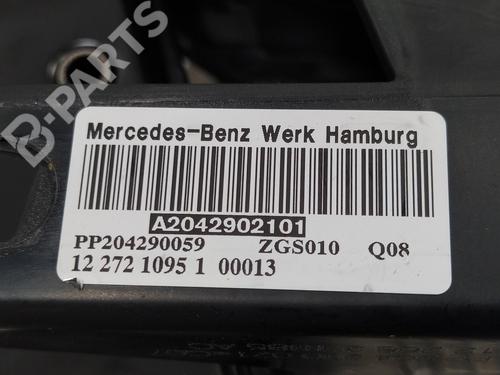 B-PARTS
Mercedes-Benz Werk Hamburg
A2042902101
PP204290059 ZGS010 Q08
12 272 1095 1 00013